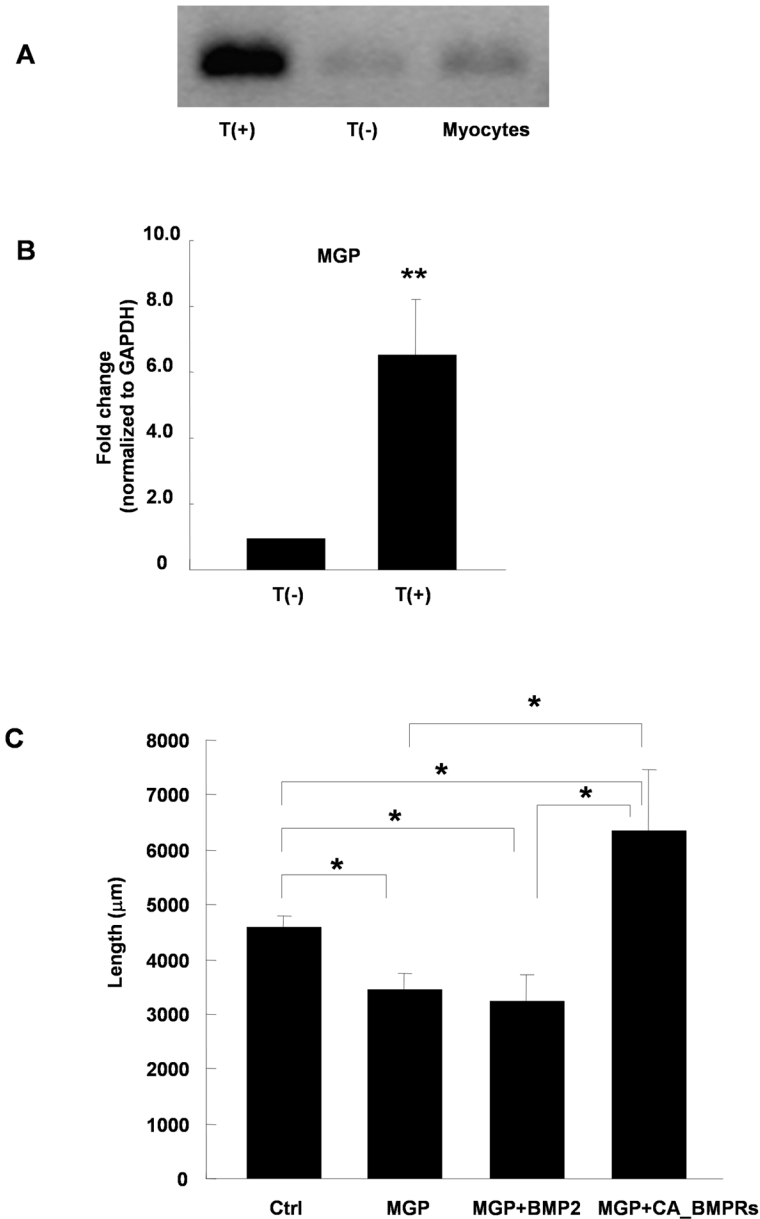 A
T(+) T(-) Myocytes
B
MGP
**
10.0
8.0
6.0
4.0
2.0
0
Fold change
(normalized to GAPDH)
T(-) T(+)
C
*
*
*
*
*
8000
7000
6000
5000
4000
3000
2000
1000
0
Length (μm)
Ctrl MGP MGP+BMP2 MGP+CA_BMPRs